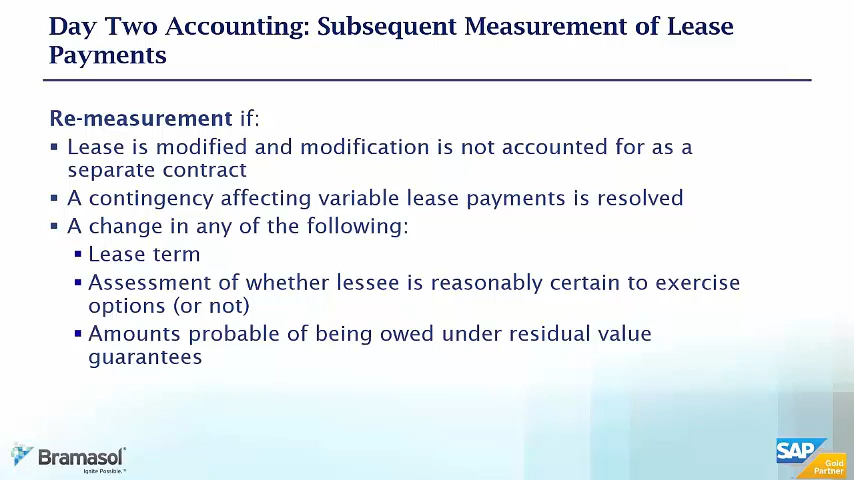 Day Two Accounting: Subsequent Measurement of Lease
Payments
Re-measurement if:
▪ Lease is modified and modification is not accounted for as a
separate contract
▪ A contingency affecting variable lease payments is resolved
▪ A change in any of the following:
▪ Lease term
▪ Assessment of whether lessee is reasonably certain to exercise
options (or not)
▪ Amounts probable of being owed under residual value
guarantees
Bramasol
Ignite Possible.™
SAP
Gold
Partner